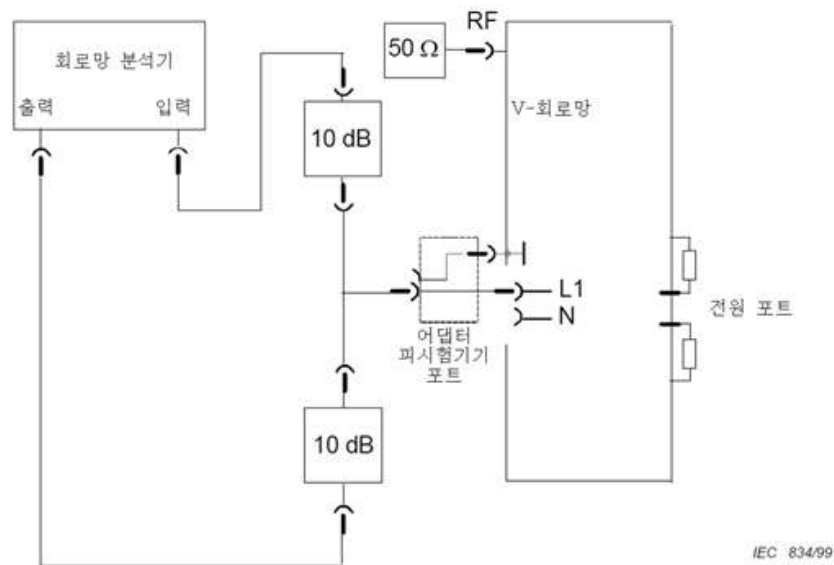 회로망 분석기
출력
입력
10 dB
50 Ω
RF
V-회로망
L1
N
어댑터
피시험기기
포트
전원 포트
10 dB
IEC 834/99